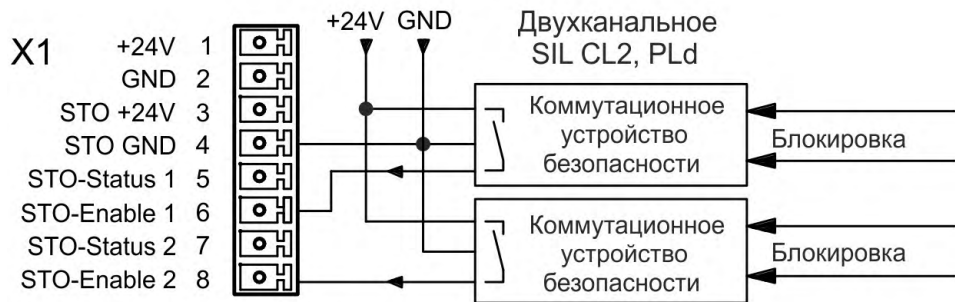 X1
+24V 1
GND 2
STO +24V 3
STO GND 4
STO-Status 1 5
STO-Enable 1 6
STO-Status 2 7
STO-Enable 2 8
+24V GND
Двухканальное
SIL CL2, PLd
Коммутационное
устройство
безопасности
Блокировка
Коммутационное
устройство
безопасности
Блокировка